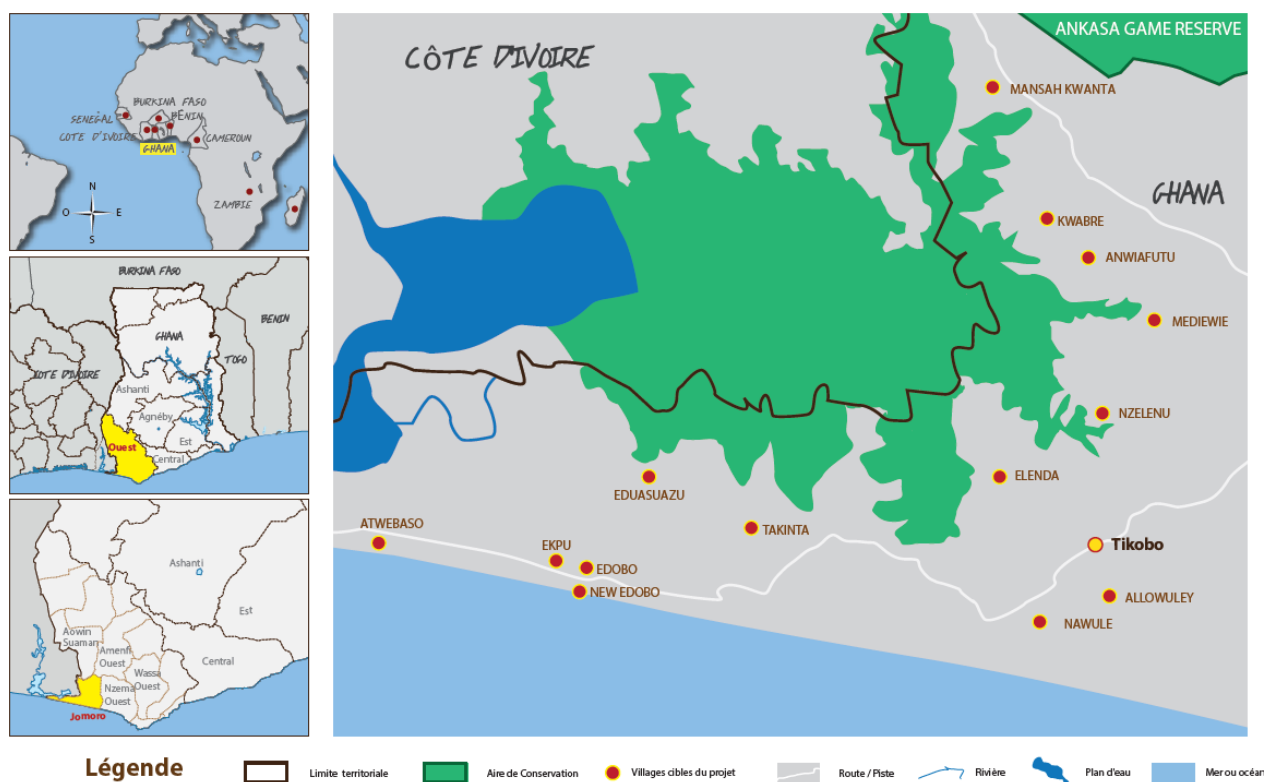 BURKINA FASO
SENEGÁL
BÉNIN
CÔTE D'IVOIRE
CAMEROUN
GHANA
ZAMBIE
N
O E
S
BURKINA FASO
BENIN
GHANA
TOGO
COTE D'IVOIRE
Ashanti
Agnéby
Ouest
Est
Central
Ashanti
Est
Aowin
Suaman
Amenfi
Ouest
Central
Wassa
Ouest
Nzema
Ouest
Jomoro
CÔTE D'IVOIRE
ANKASA GAME RESERVE
MANSAH KWANTA
GHANA
KWABRE
ANWIAFUTU
MEDIEWIE
NZELENU
ELENDA
EDUASUAZU
ATWEBASO
TAKINTA
EKPU
EDOBO
NEW EDOBO
Tikobo
ALLOWULEY
NAWULE
Légende
Limite territoriale
Aire de Conservation
Villages cibles du projet
Route / Piste
Rivière
Plan d'eau
Mer ou océan